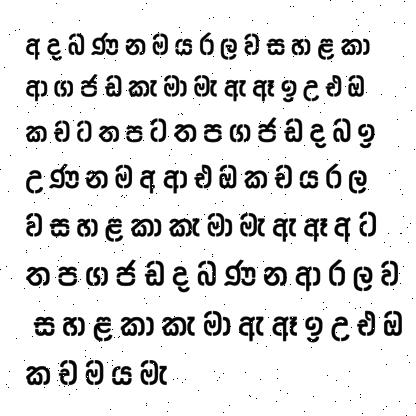 අ ද බ ණ න ම ය ර ල ව ස හ ළ කා
ආ ග ජ ඩ කැ මා මැ ඇ ඈ ඉ උ එ ඔ
ක ච ට ත ප ට ත ප ග ජ ඩ ද බ ඉ
උ ණ න ම අ ආ එ ඔ ක ච ය ර ල
ව ස හ ළ කා කැ මා මැ ඇ ඈ අ ට
ත ප ග ජ ඩ ද බ ණ න ආ ර ල ව
ස හ ළ කා කැ මා ඇ ඈ ඉ උ එ ඔ
ක ච ම ය මැ